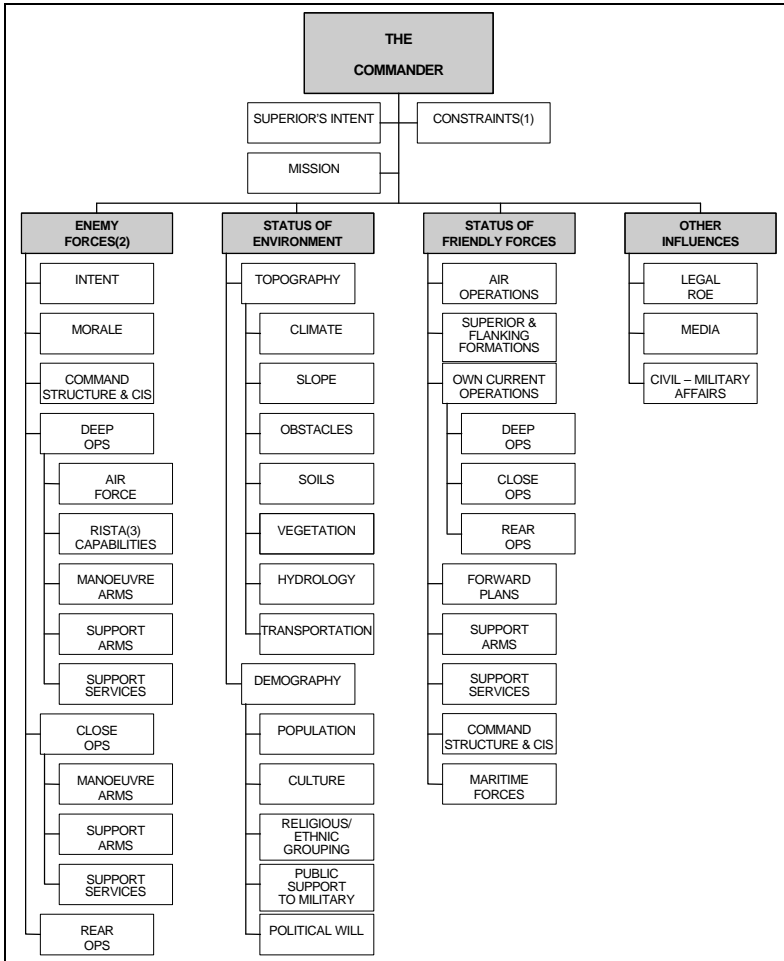 THE
COMMANDER
SUPERIOR'S INTENT
CONSTRAINTS(1)
MISSION
ENEMY
FORCES(2)
INTENT
MORALE
COMMAND
STRUCTURE & CIS
DEEP
OPS
AIR
FORCE
RISTA(3)
CAPABILITIES
MANOEUVRE
ARMS
SUPPORT
ARMS
SUPPORT
SERVICES
CLOSE
OPS
MANOEUVRE
ARMS
SUPPORT
ARMS
SUPPORT
SERVICES
REAR
OPS
STATUS OF
ENVIRONMENT
TOPOGRAPHY
CLIMATE
SLOPE
OBSTACLES
SOILS
VEGETATION
HYDROLOGY
TRANSPORTATION
DEMOGRAPHY
POPULATION
CULTURE
RELIGIOUS/
ETHNIC
GROUPING
PUBLIC
SUPPORT
TO MILITARY
POLITICAL WILL
STATUS OF
FRIENDLY FORCES
AIR
OPERATIONS
SUPERIOR &
FLANKING
FORMATIONS
OWN CURRENT
OPERATIONS
DEEP
OPS
CLOSE
OPS
REAR
OPS
FORWARD
PLANS
SUPPORT
ARMS
SUPPORT
SERVICES
COMMAND
STRUCTURE & CIS
MARITIME
FORCES
OTHER
INFLUENCES
LEGAL
ROE
MEDIA
CIVIL – MILITARY
AFFAIRS